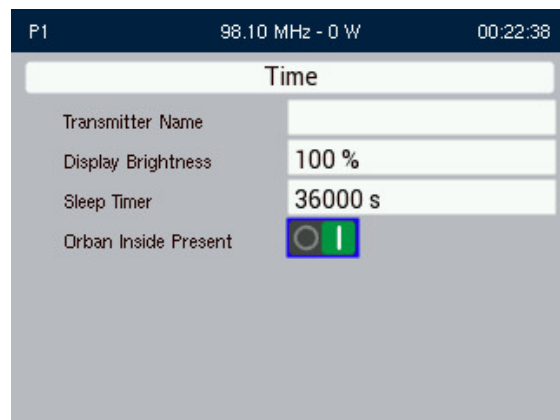 P1 98.10 MHz - 0 W 00:22:38
Time
Transmitter Name
Display Brightness 100 %
Sleep Timer 36000 s
Orban Inside Present